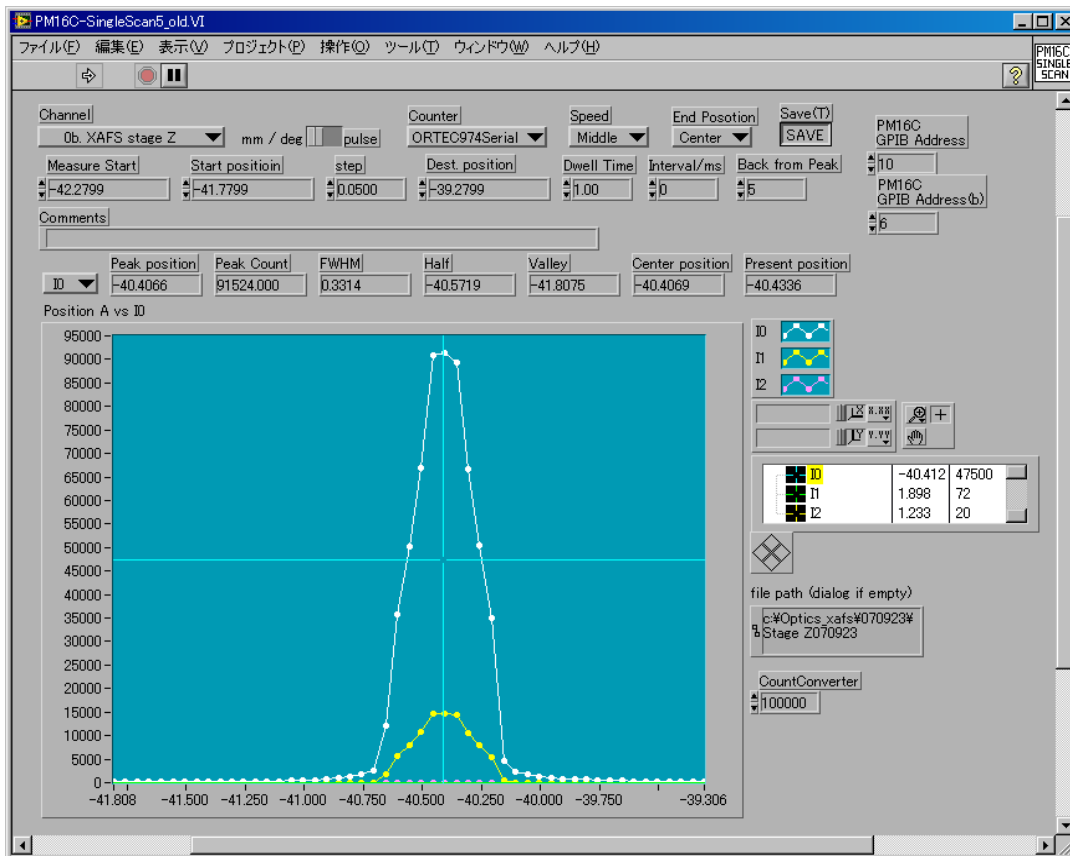 PM16C-SingleScan5_old.VI
ファイル(F) 編集(E) 表示(V) プロジェクト(P) 操作(O) ツール(T) ウィンドウ(W) ヘルプ(H)
PM16C
SINGLE
SCAN
Channel
Counter
Speed
End Posotion
Save(T)
0b. XAFS stage Z
mm / deg
pulse
ORTEC974Serial
Middle
Center
SAVE
PM16C
GPIB Address
10
Measure Start
Start positioin
step
Dest. position
Dwell Time
Interval/ms
Back from Peak
-42.2799
-41.7799
0.0500
-39.2799
1.00
0
5
PM16C
GPIB Address(b)
6
Comments
Peak position
Peak Count
FWHM
Half
Valley
Center position
Present position
I0
-40.4066
91524.000
0.3314
-40.5719
-41.8075
-40.4069
-40.4336
Position A vs I0
95000
90000
85000
80000
75000
70000
65000
60000
55000
50000
45000
40000
35000
30000
25000
20000
15000
10000
5000
0
-41.808 -41.500 -41.250 -41.000 -40.750 -40.500 -40.250 -40.000 -39.750 -39.306
I0
I1
I2
X X.XX
Y Y.YY
I0 -40.412 47500
I1 1.898 72
I2 1.233 20
file path (dialog if empty)
c:¥Optics_xafs¥070923¥
Stage Z070923
CountConverter
100000